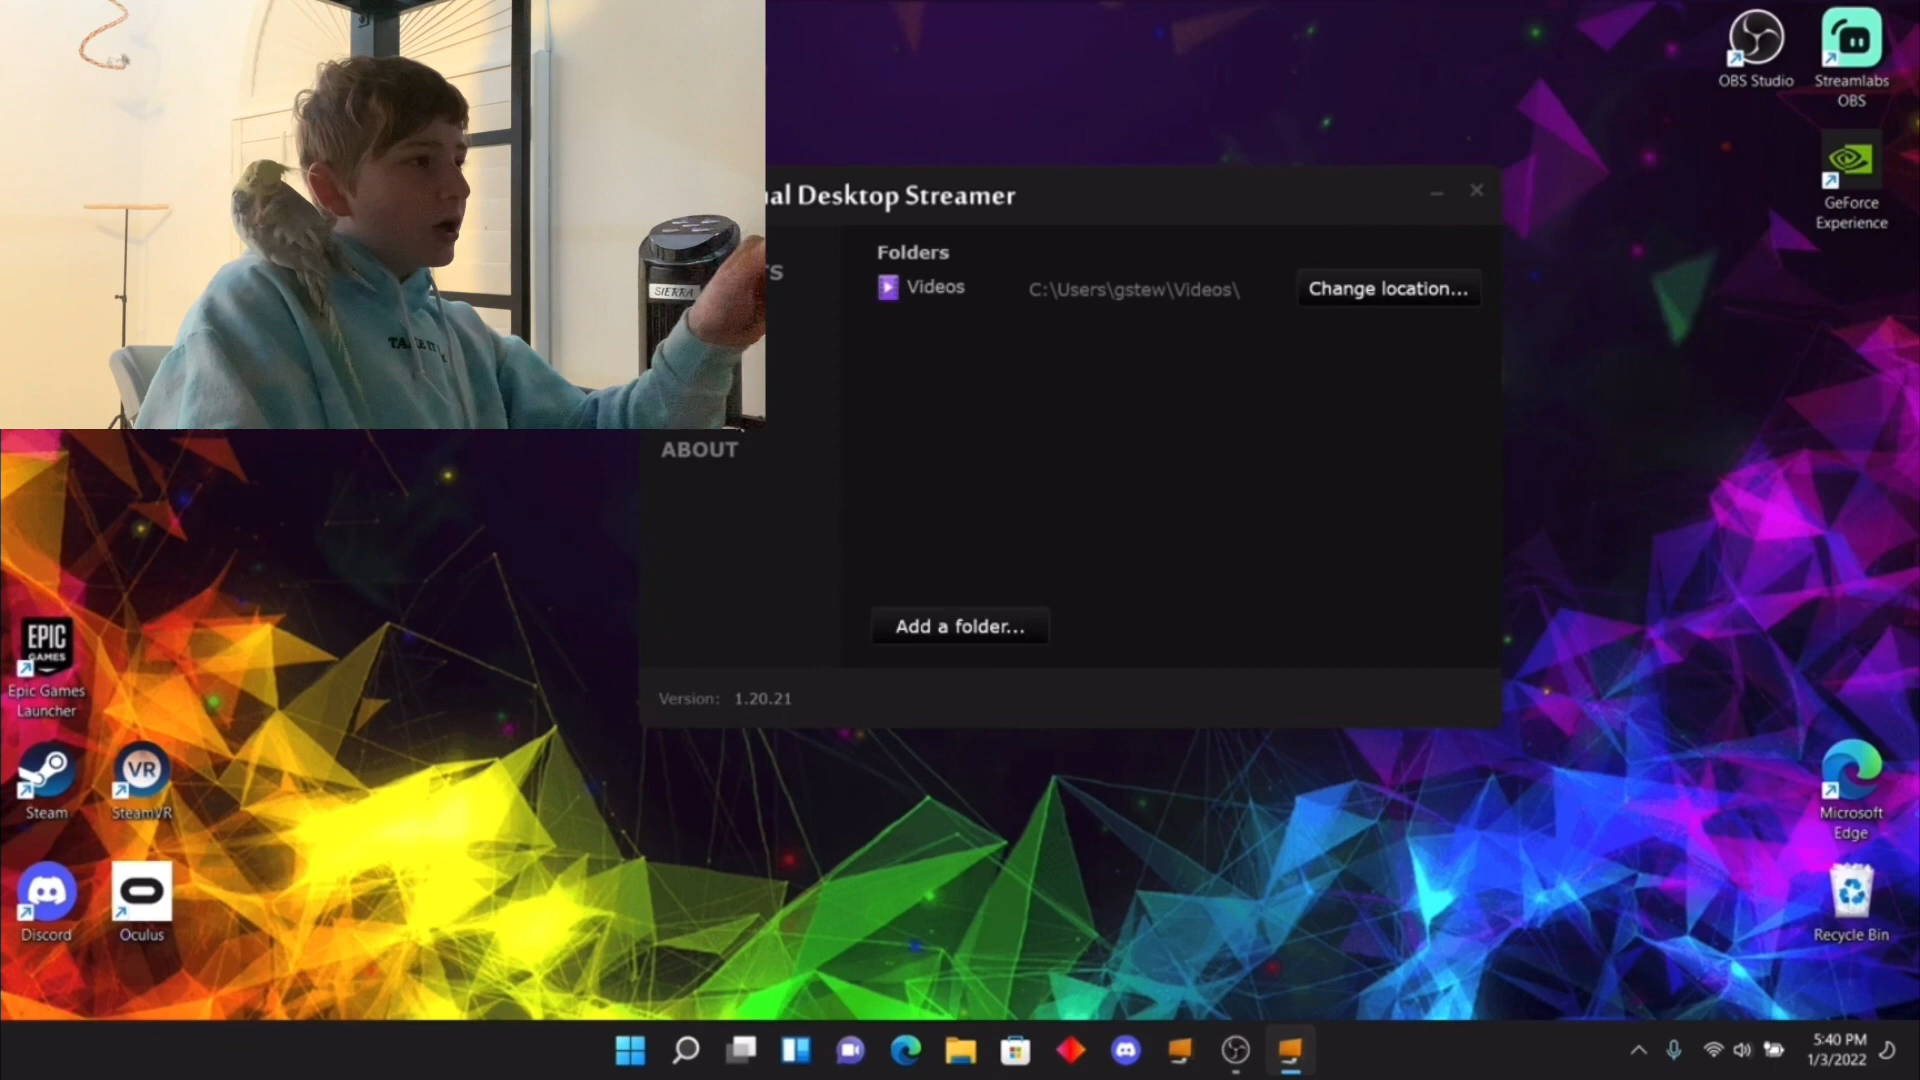 OBS Studio
Streamlabs
OBS
GeForce
Experience
ual Desktop Streamer
Folders
Videos
C:\Users\gstew\Videos\
Change location...
TS
SIERRA
ABOUT
Add a folder...
Version: 1.20.21
EPIC
GAMES
Epic Games
Launcher
Steam
VR
SteamVR
Discord
Oculus
Microsoft
Edge
Recycle Bin
5:40 PM
1/3/2022